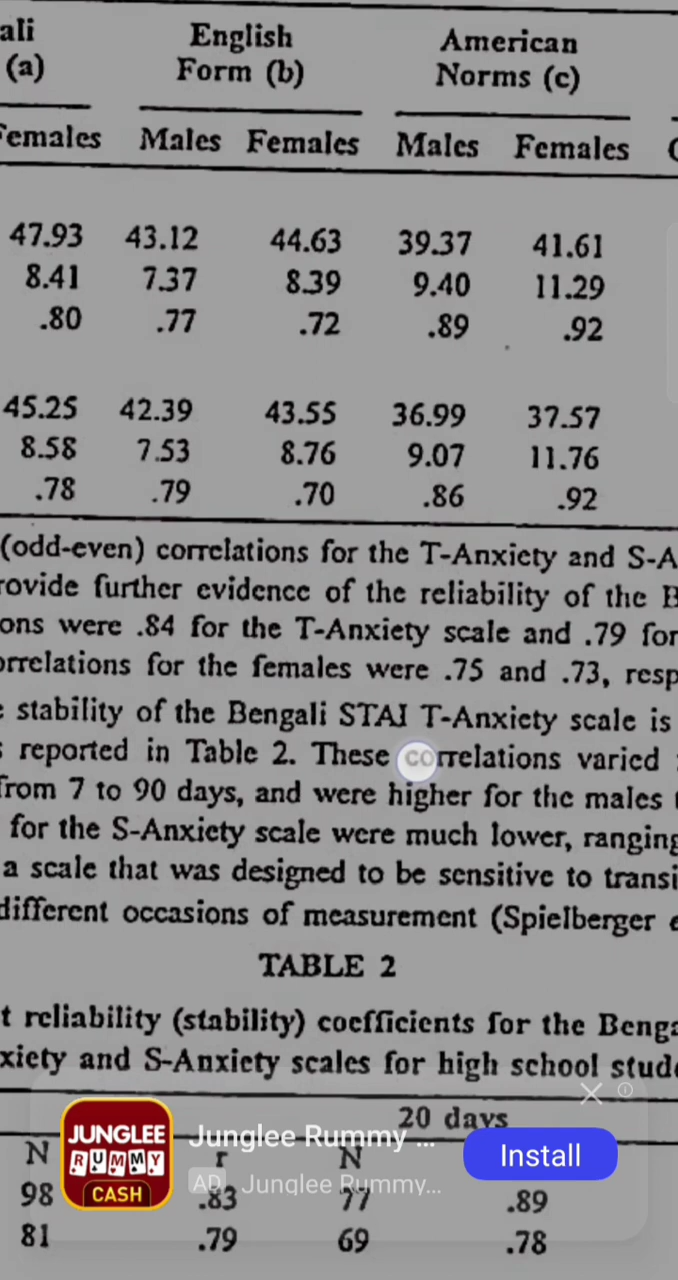 ali English American
(a) Form (b) Norms (c)
Females Males Females Males Females
47.93 43.12 44.63 39.37 41.61
8.41 7.37 8.39 9.40 11.29
.80 .77 .72 .89 .92
45.25 42.39 43.55 36.99 37.57
8.58 7.53 8.76 9.07 11.76
.78 .79 .70 .86 .92
(odd-even) correlations for the T-Anxiety and S-A
rovide further evidence of the reliability of the B
ons were .84 for the T-Anxiety scale and .79 for
orrelations for the females were .75 and .73, resp
e stability of the Bengali STAI T-Anxiety scale is
s reported in Table 2. These correlations varied
from 7 to 90 days, and were higher for the males
for the S-Anxiety scale were much lower, ranging
a scale that was designed to be sensitive to transi
different occasions of measurement (Spielberger e
TABLE 2
t reliability (stability) coefficients for the Benga
xiety and S-Anxiety scales for high school stude
20 days
N r N
98 .83 77 .89
81 .79 69 .78
JUNGLEE
RUMMY
CASH
Junglee Rummy ...
AD Junglee Rummy...
Install